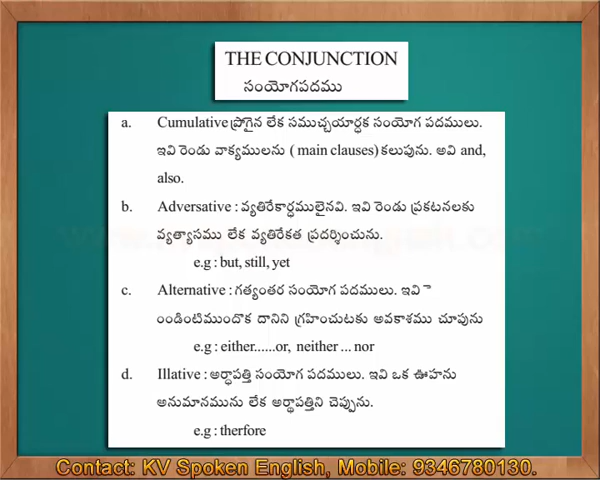 THE CONJUNCTION
సంయోగపదము
a. Cumulative ప్రోగైన లేక సముచ్చయార్ధక సంయోగ పదములు.
ఇవి రెండు వాక్యములను ( main clauses) కలుపును. అవి and,
also.
b. Adversative : వ్యతిరేకార్ధములైనవి. ఇవి రెండు ప్రకటనలకు
వ్యత్యాసము లేక వ్యతిరేకత ప్రదర్శించును.
e.g : but, still, yet
c. Alternative : గత్యంతర సంయోగ పదములు. ఇవి
ండింటిముందొక దానిని గ్రహించుటకు అవకాశము చూపును
e.g : either......or, neither ... nor
d. Illative : అర్ధాపత్తి సంయోగ పదములు. ఇవి ఒక ఊహను
అనుమానమును లేక అర్థాపత్తిని చెప్పును.
e.g : therfore
Contact: KV Spoken English, Mobile: 9346780130.